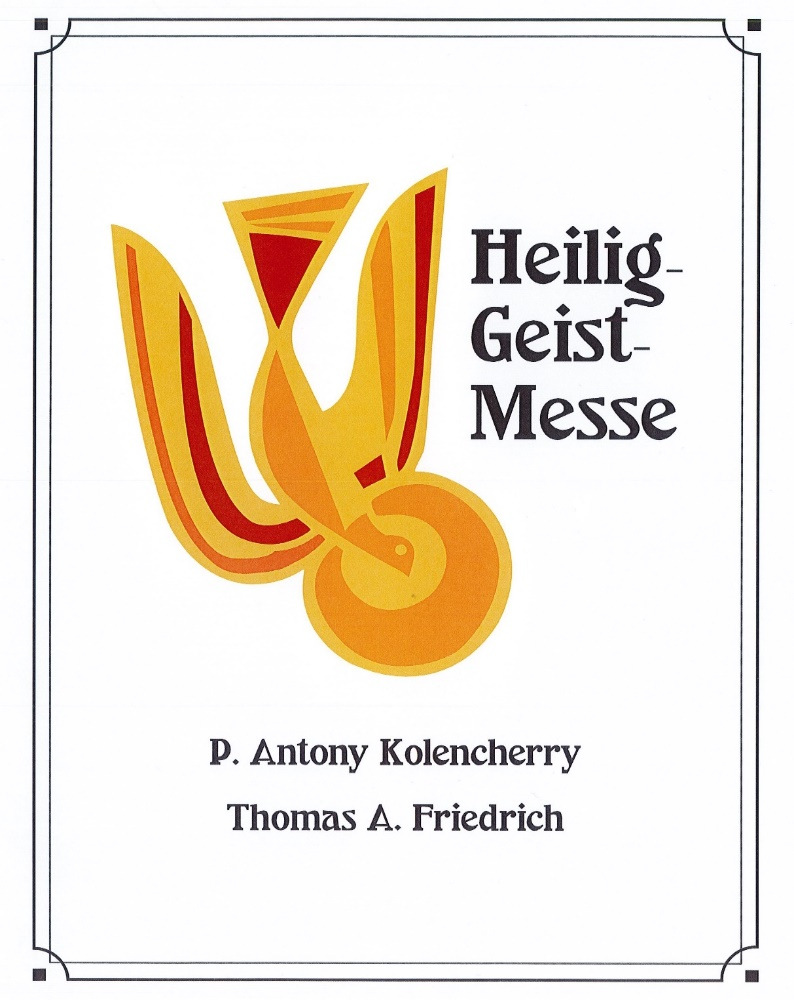 Heilig-
Geist-
Messe
P. Antony Kolencherry
Thomas A. Friedrich